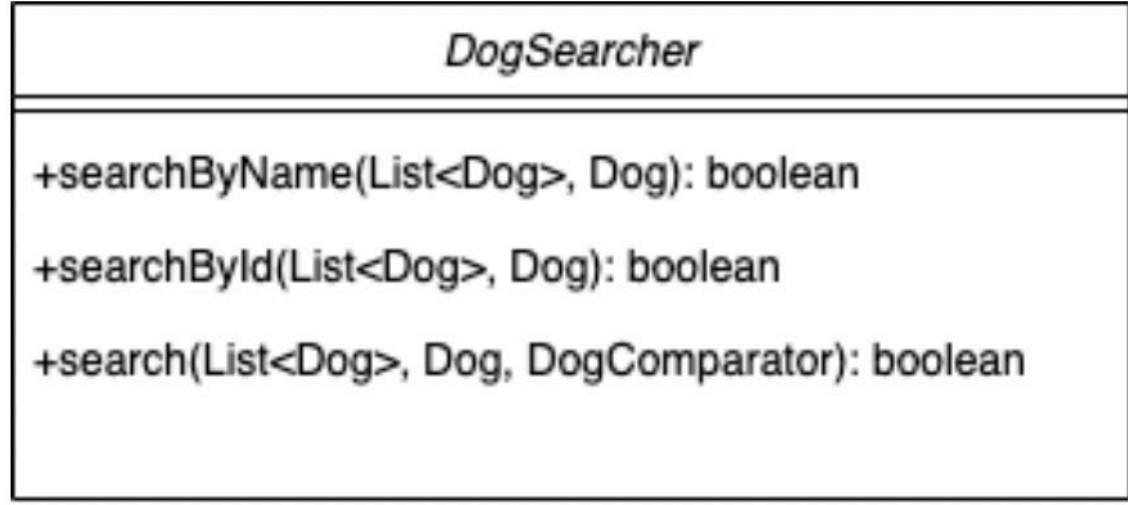 DogSearcher
+searchByName(List<Dog>, Dog): boolean
+searchById(List<Dog>, Dog): boolean
+search(List<Dog>, Dog, DogComparator): boolean